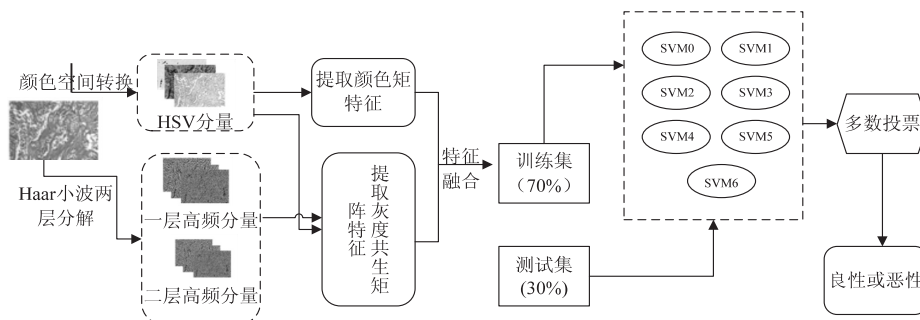 颜色空间转换
HSV分量
Haar小波两
层分解
一层高频分量
二层高频分量
提取颜色矩
特征
提取灰度共生矩
阵特征
特征
融合
训练集
（70%）
测试集
(30%)
SVM0
SVM1
SVM2
SVM3
SVM4
SVM5
SVM6
多数投票
良性或恶性